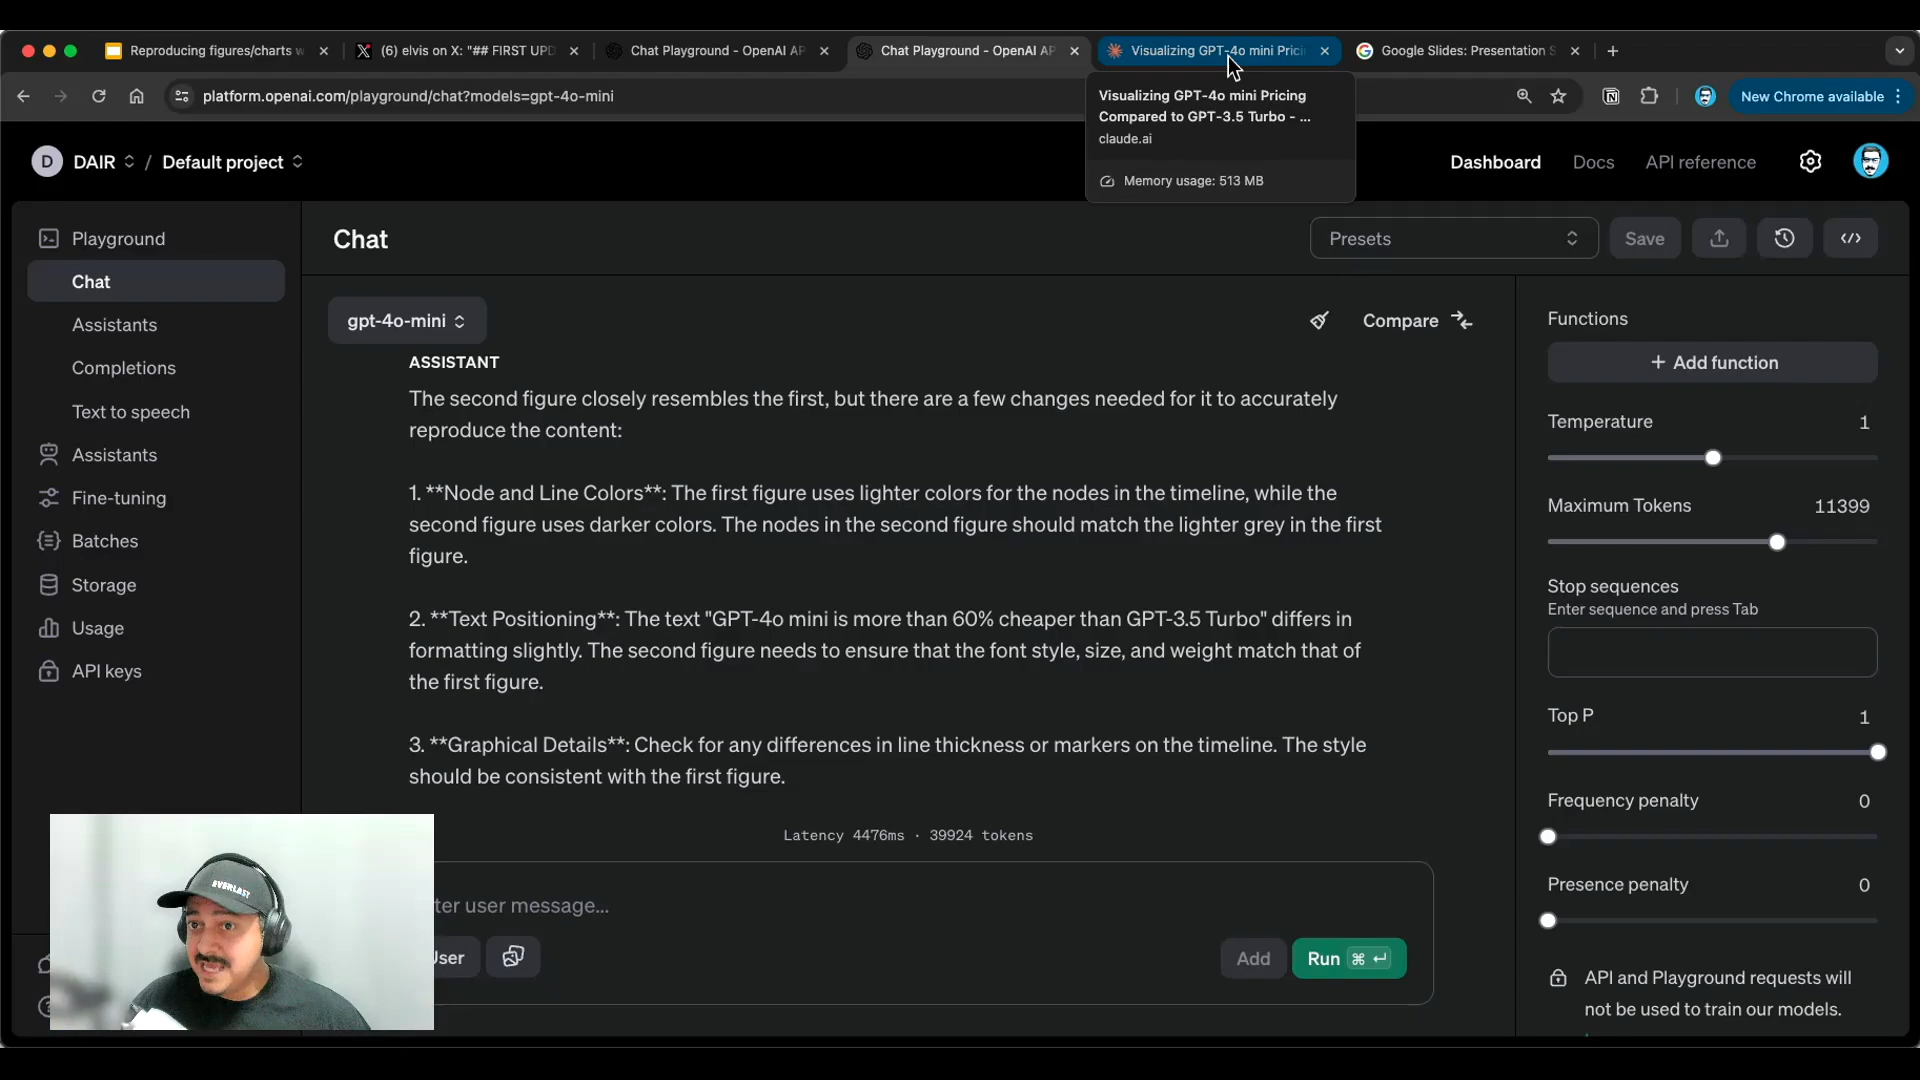 Reproducing figures/charts w
(6) elvis on X: "## FIRST UPD
Chat Playground - OpenAI AP
Chat Playground - OpenAI AP
Visualizing GPT-4o mini Prici
Google Slides: Presentation S
platform.openai.com/playground/chat?models=gpt-4o-mini
New Chrome available
Visualizing GPT-4o mini Pricing
Compared to GPT-3.5 Turbo - ...
claude.ai
Memory usage: 513 MB
D DAIR / Default project
Dashboard Docs API reference
Playground
Chat
Assistants
Completions
Text to speech
Assistants
Fine-tuning
Batches
Storage
Usage
API keys
Chat
Presets
Save
gpt-4o-mini
Compare
ASSISTANT
The second figure closely resembles the first, but there are a few changes needed for it to accurately
reproduce the content:
1. **Node and Line Colors**: The first figure uses lighter colors for the nodes in the timeline, while the
second figure uses darker colors. The nodes in the second figure should match the lighter grey in the first
figure.
2. **Text Positioning**: The text "GPT-4o mini is more than 60% cheaper than GPT-3.5 Turbo" differs in
formatting slightly. The second figure needs to ensure that the font style, size, and weight match that of
the first figure.
3. **Graphical Details**: Check for any differences in line thickness or markers on the timeline. The style
should be consistent with the first figure.
Latency 4476ms · 39924 tokens
ter user message...
User
Add
Run ⌘ ↵
Functions
+ Add function
Temperature 1
Maximum Tokens 11399
Stop sequences
Enter sequence and press Tab
Top P 1
Frequency penalty 0
Presence penalty 0
API and Playground requests will
not be used to train our models.
EVERLAST